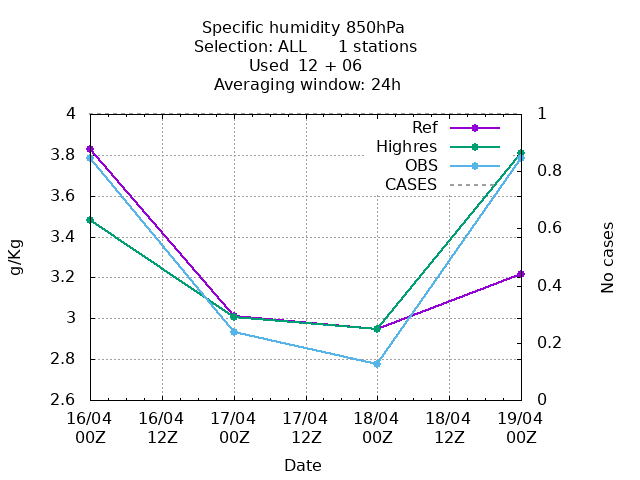 Specific humidity 850hPa
Selection: ALL      1 stations
Used  12 + 06
Averaging window: 24h
4
3.8
3.6
3.4
3.2
3
2.8
2.6
g/Kg
Ref
Highres
OBS
CASES
1
0.8
0.6
0.4
0.2
0
No cases
16/04 16/04 17/04 17/04 18/04 18/04 19/04
00Z 12Z 00Z 12Z 00Z 12Z 00Z
Date